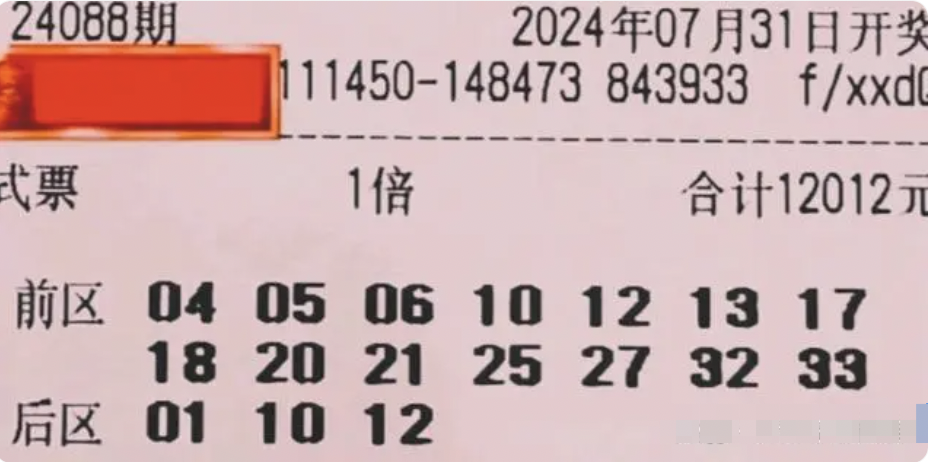 24088期 2024年07月31日开奖
111450-148473 843933 f/xxd
式票 1倍 合计12012元
前区 04 05 06 10 12 13 17
18 20 21 25 27 32 33
后区 01 10 12